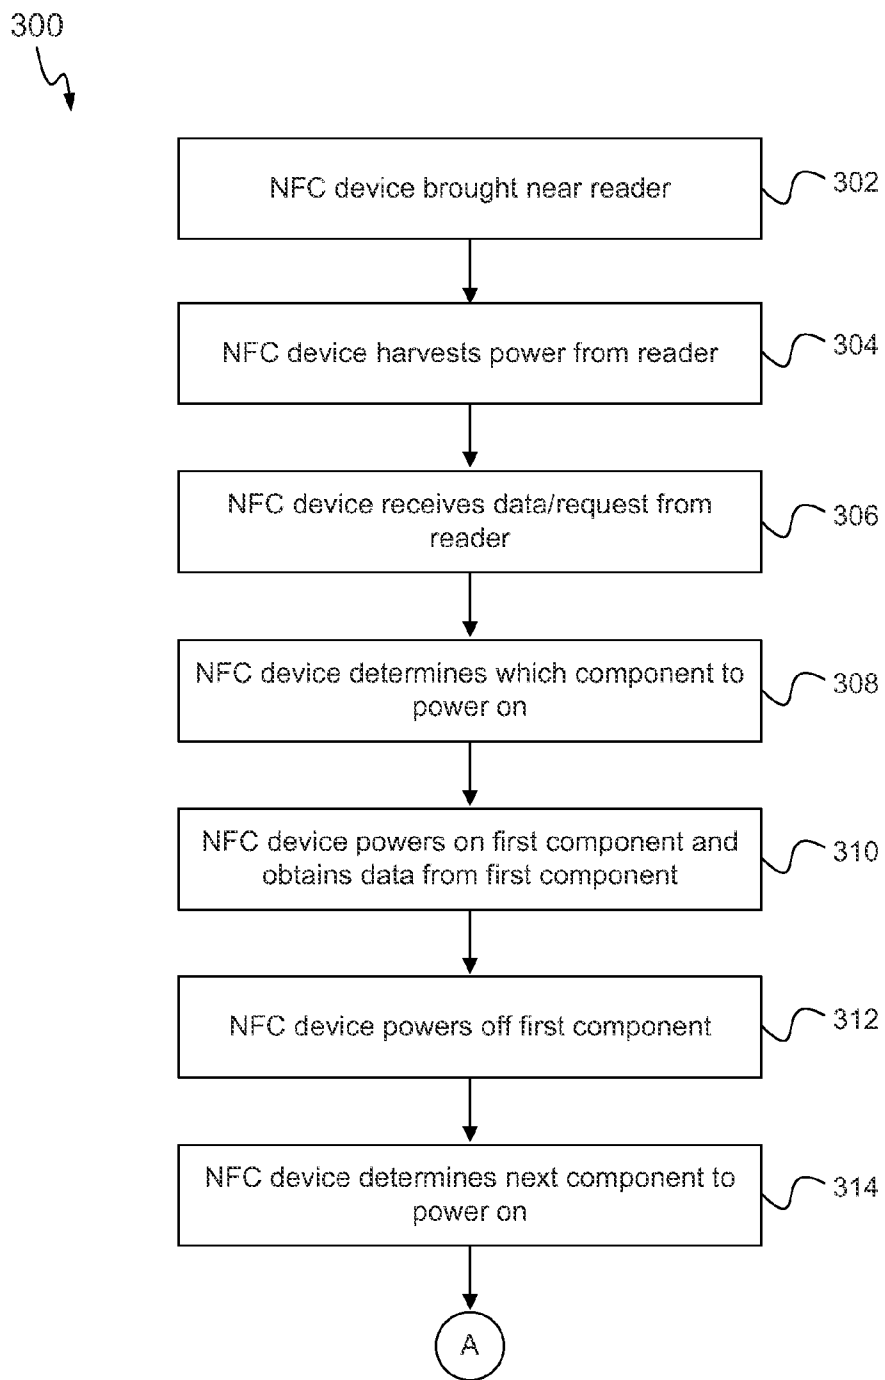 300
NFC device brought near reader
302
NFC device harvests power from reader
304
NFC device receives data/request from
reader
306
NFC device determines which component to
power on
308
NFC device powers on first component and
obtains data from first component
310
NFC device powers off first component
312
NFC device determines next component to
power on
314
A